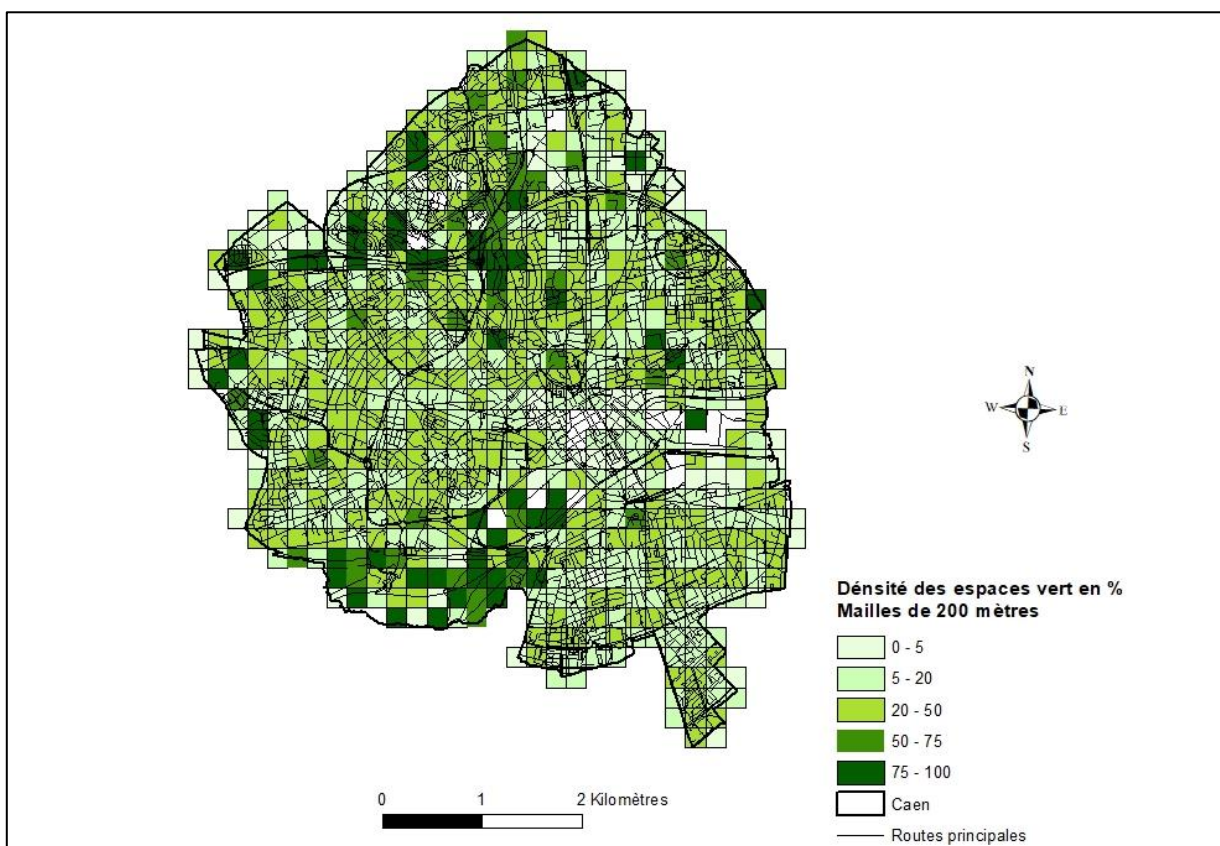 N
W E
S
Dénsité des espaces vert en %
Mailles de 200 mètres
0 - 5
5 - 20
20 - 50
50 - 75
75 - 100
Caen
Routes principales
0 1 2 Kilomètres